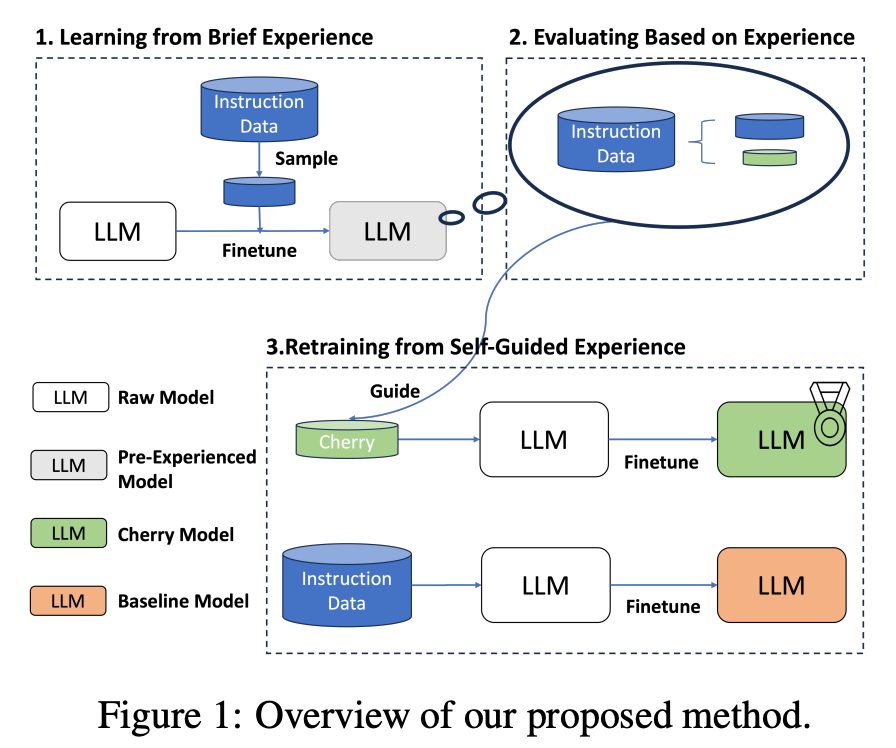 1. Learning from Brief Experience
Instruction
Data
Sample
LLM
Finetune
LLM
2. Evaluating Based on Experience
Instruction
Data
3.Retraining from Self-Guided Experience
Guide
Cherry
LLM
Finetune
LLM
Instruction
Data
LLM
Finetune
LLM
LLM Raw Model
LLM Pre-Experienced
Model
LLM Cherry Model
LLM Baseline Model
Figure 1: Overview of our proposed method.